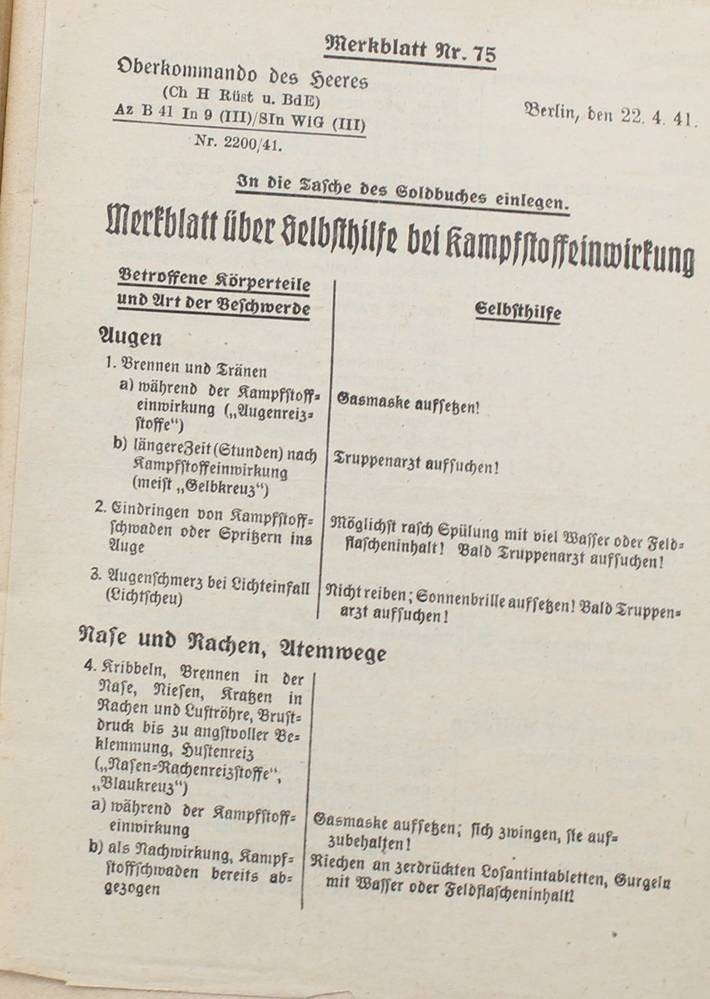 Merkblatt Nr. 75
Oberkommando des Heeres
(Ch H Rüst u. BdE)
Az B 41 In 9 (III)/SIn WiG (III)
Nr. 2200/41.
Berlin, den 22. 4. 41.
In die Tasche des Soldbuches einlegen.
Merkblatt über Selbsthilfe bei Kampfstoffeinwirkung
Betroffene Körperteile
und Art der Beschwerde
Selbsthilfe
Augen
1. Brennen und Tränen
a) während der Kampfstoff=
einwirkung („Augenreiz=
stoffe“)
Gasmaske aufsetzen!
b) längere Zeit (Stunden) nach
Kampfstoffeinwirkung
(meist „Gelbkreuz“)
Truppenarzt aufsuchen!
2. Eindringen von Kampfstoff=
schwaden oder Spritzern ins
Auge
Möglichst rasch Spülung mit viel Wasser oder Feld=
flascheninhalt! Bald Truppenarzt aufsuchen!
3. Augenschmerz bei Lichteinfall
(Lichtscheu)
Nicht reiben; Sonnenbrille aufsetzen! Bald Truppen=
arzt aufsuchen!
Nase und Rachen, Atemwege
4. Kribbeln, Brennen in der
Nase, Niesen, Kratzen in
Rachen und Luftröhre, Brust=
druck bis zu angstvoller Be=
klemmung, Hustenreiz
(„Nasen=Rachenreizstoffe“,
„Blaukreuz“)
a) während der Kampfstoff=
einwirkung
Gasmaske aufsetzen; sich zwingen, sie auf=
zubehalten!
b) als Nachwirkung, Kampf=
stoffschwaden bereits ab=
gezogen
Riechen an zerdrückten Losantintabletten, Gurgeln
mit Wasser oder Feldflascheninhalt!